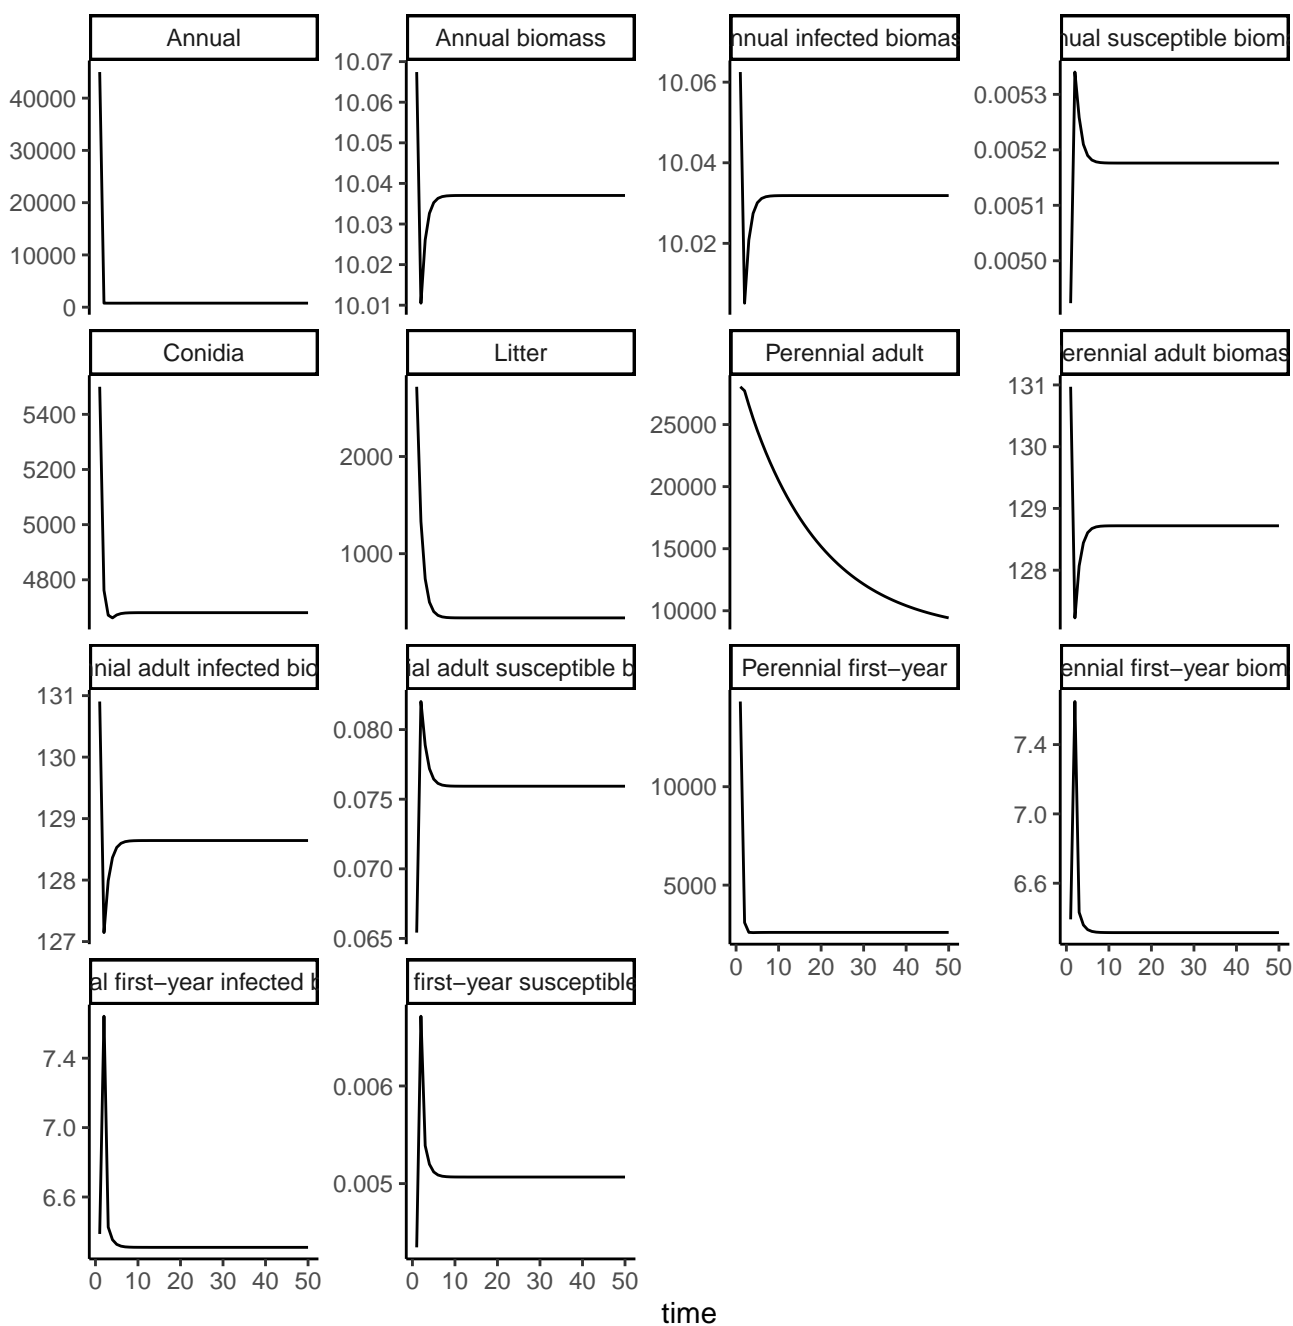 Annual
Annual biomass
nnual infected biomas
nual susceptible biom
40000
30000
20000
10000
0
10.07
10.06
10.05
10.04
10.03
10.02
10.01
10.06
10.04
10.02
0.0053
0.0052
0.0051
0.0050
Conidia
Litter
Perennial adult
erennial adult biomas
5400
5200
5000
4800
2000
1000
25000
20000
15000
10000
131
130
129
128
nial adult infected bio
ial adult susceptible b
Perennial first−year
ennial first−year biom
131
130
129
128
127
0.080
0.075
0.070
0.065
10000
5000
7.4
7.0
6.6
0 10 20 30 40 50
0 10 20 30 40 50
al first−year infected b
first−year susceptible
7.4
7.0
6.6
0.006
0.005
0 10 20 30 40 50
0 10 20 30 40 50
time